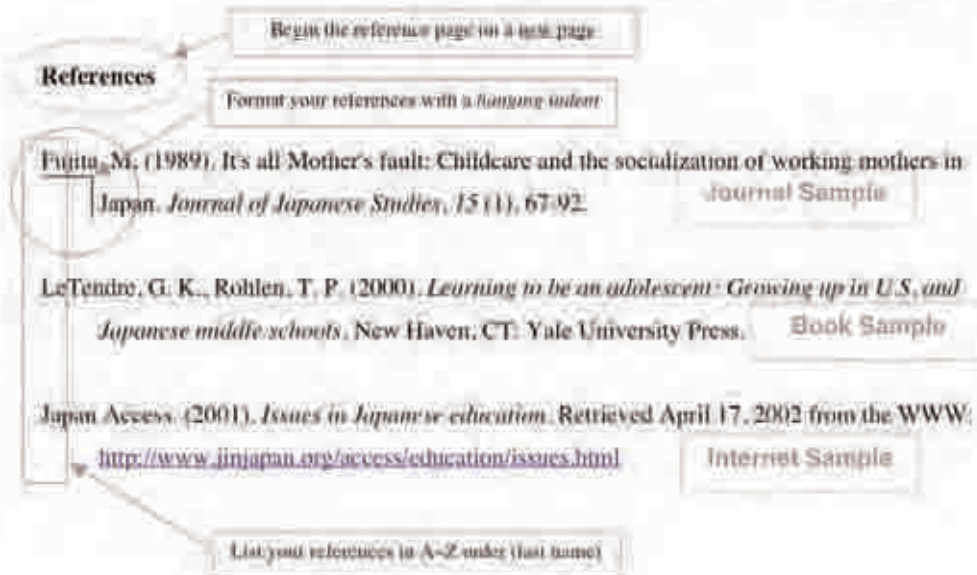 Begin the reference page on a new page
References
Format your references with a hanging indent
Fujita, M. (1989). It's all Mother's fault: Childcare and the socialization of working mothers in
Japan. Journal of Japanese Studies, 15 (1), 67-92.
Journal Sample
LeTendre, G. K., Rohlen, T. P. (2000). Learning to be an adolescent: Growing up in U.S. and
Japanese middle schools. New Haven, CT: Yale University Press.
Book Sample
Japan Access. (2001). Issues in Japanese education. Retrieved April 17, 2002 from the WWW.
http://www.jinjapan.org/access/education/issues.html
Internet Sample
List your references in A-Z order (last name)